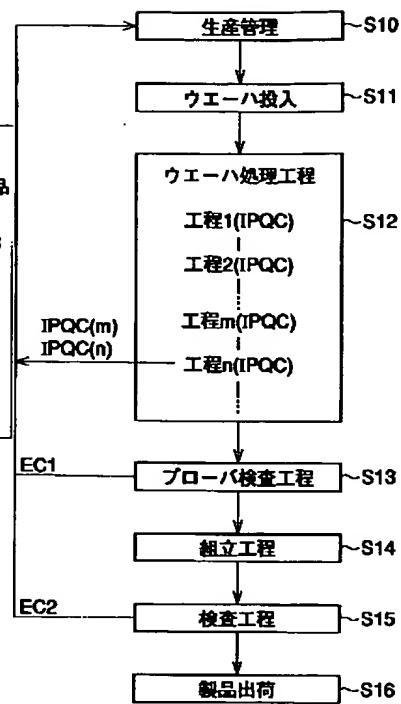 生産管理
S10
ウエーハ投入
S11
ウエーハ処理工程
S12
工程1(IPQC)
工程2(IPQC)
工程m(IPQC)
工程n(IPQC)
品
IPQC(m)
IPQC(n)
EC1
プローバ検査工程
S13
組立工程
S14
EC2
検査工程
S15
製品出荷
S16